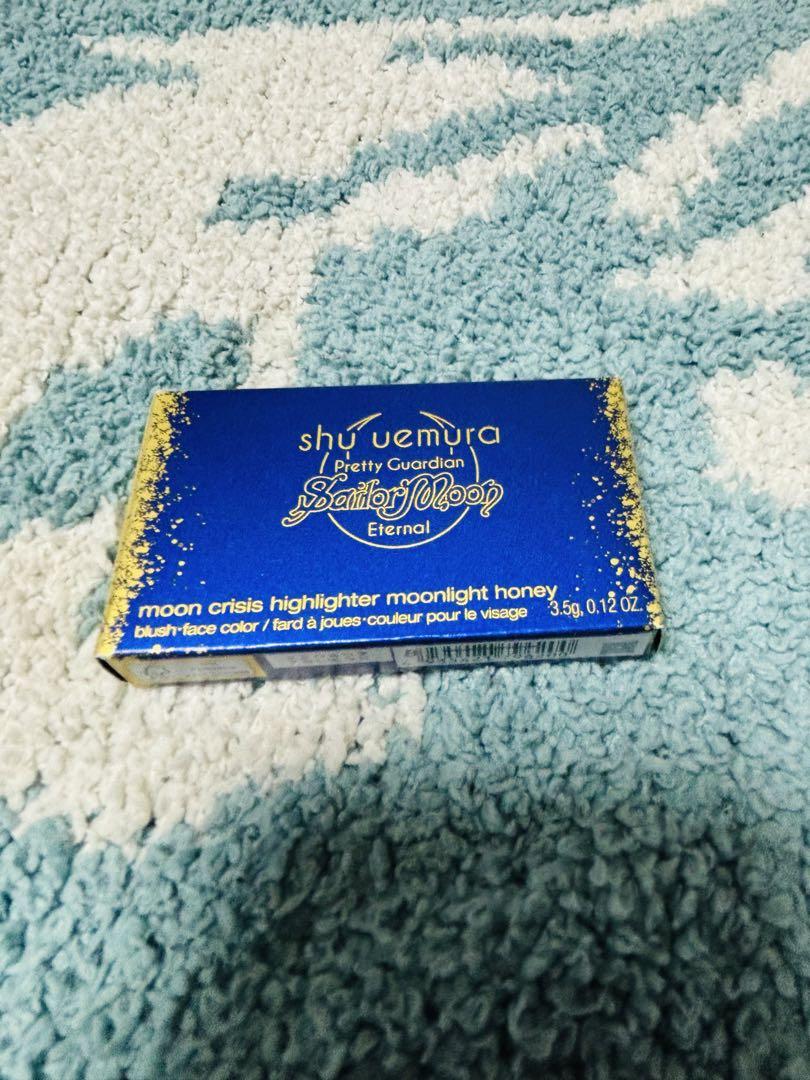 shu uemura
Pretty Guardian
Sailor Moon
Eternal
moon crisis highlighter moonlight honey
blush·face color / fard à joues·couleur pour le visage
3.5g, 0.12 OZ.